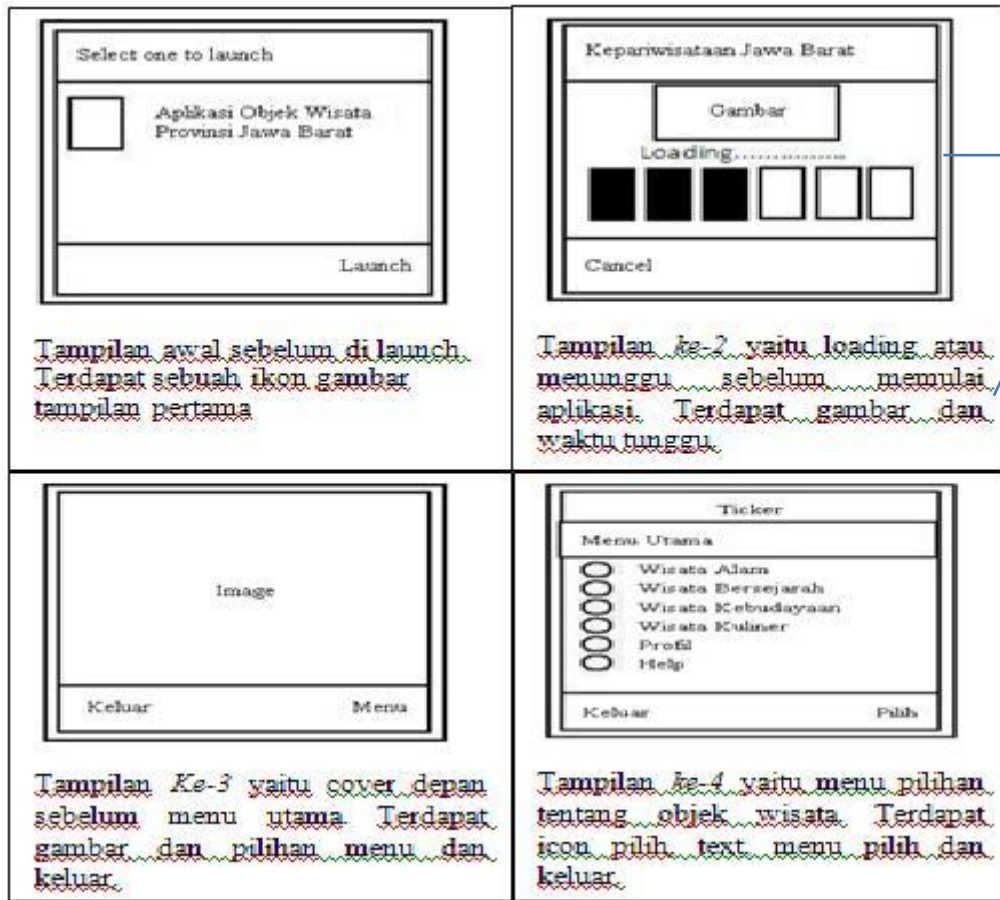 Select one to launch
Aplikasi Objek Wisata
Provinsi Jawa Barat
Launch
Tampilan awal sebelum di launch.
Terdapat sebuah ikon gambar
tampilan pertama
Kepariwisataan Jawa Barat
Gambar
Loading...............
Cancel
Tampilan ke-2 yaitu loading atau
menunggu sebelum memulai
aplikasi. Terdapat gambar dan
waktu tunggu.
Image
Keluar Menu
Tampilan Ke-3 yaitu cover depan
sebelum menu utama. Terdapat
gambar dan pilihan menu dan
keluar.
Ticker
Menu Utama
Wisata Alam
Wisata Bersejarah
Wisata Kebudayaan
Wisata Kuliner
Profil
Help
Keluar Pilih
Tampilan ke-4 yaitu menu pilihan
tentang objek wisata. Terdapat
icon pilih, text, menu pilih dan
keluar.